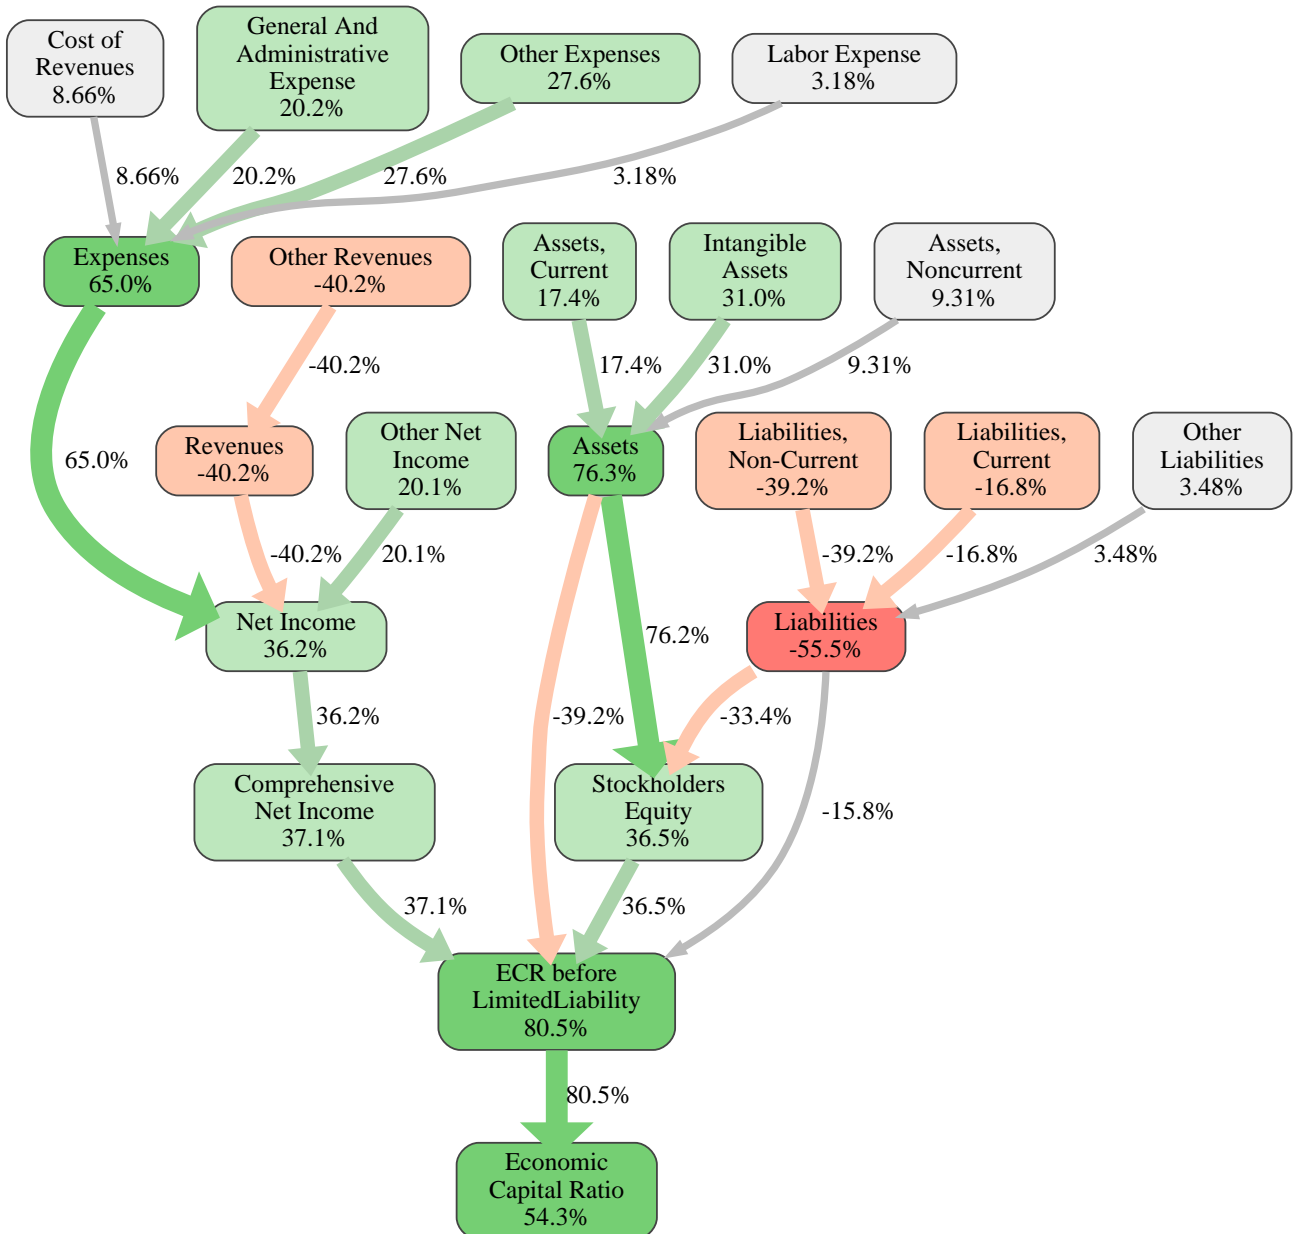 Cost of
Revenues
8.66%
General And
Administrative
Expense
20.2%
Other Expenses
27.6%
Labor Expense
3.18%
8.66%
20.2%
27.6%
3.18%
Expenses
65.0%
Other Revenues
-40.2%
Assets,
Current
17.4%
Intangible
Assets
31.0%
Assets,
Noncurrent
9.31%
-40.2%
17.4%
31.0%
9.31%
65.0%
Revenues
-40.2%
Other Net
Income
20.1%
Assets
76.3%
Liabilities,
Non-Current
-39.2%
Liabilities,
Current
-16.8%
Other
Liabilities
3.48%
-40.2%
20.1%
-39.2%
-16.8%
3.48%
Net Income
36.2%
76.2%
Liabilities
-55.5%
36.2%
-39.2%
-33.4%
Comprehensive
Net Income
37.1%
Stockholders
Equity
36.5%
-15.8%
37.1%
36.5%
ECR before
LimitedLiability
80.5%
80.5%
Economic
Capital Ratio
54.3%